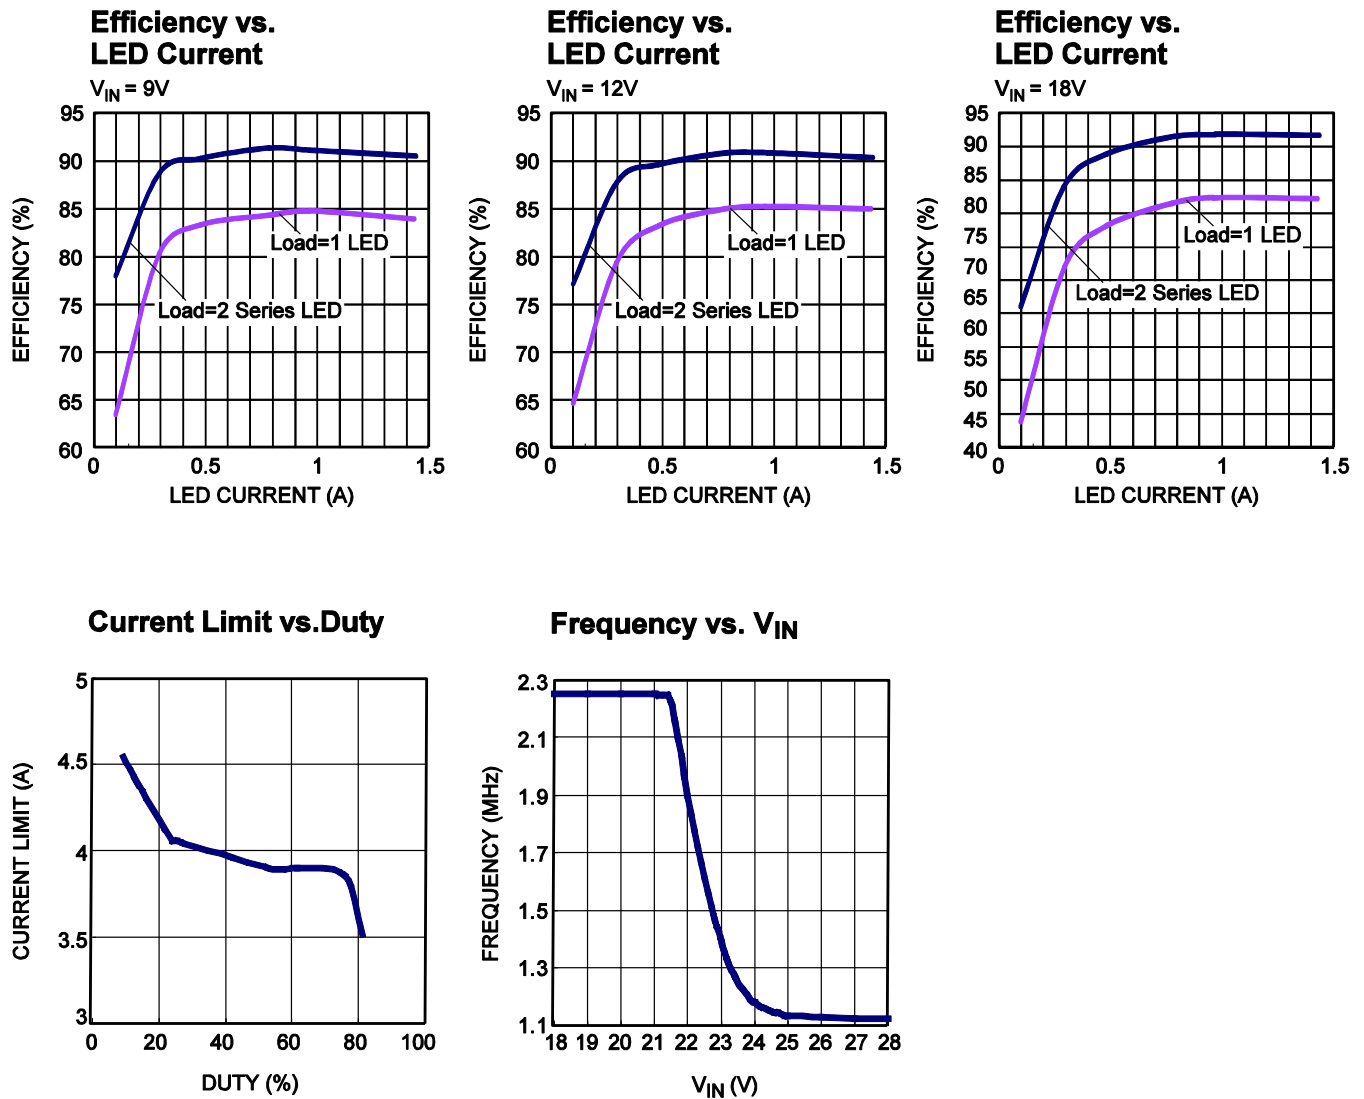 Efficiency vs.
LED Current
VIN = 9V
95
90
85
80
75
70
65
60
0 0.5 1 1.5
EFFICIENCY (%)
LED CURRENT (A)
Load=1 LED
Load=2 Series LED
Efficiency vs.
LED Current
VIN = 12V
95
90
85
80
75
70
65
60
0 0.5 1 1.5
EFFICIENCY (%)
LED CURRENT (A)
Load=1 LED
Load=2 Series LED
Efficiency vs.
LED Current
VIN = 18V
95
90
85
80
75
70
65
60
55
50
45
40
0 0.5 1 1.5
EFFICIENCY (%)
LED CURRENT (A)
Load=1 LED
Load=2 Series LED
Current Limit vs.Duty
5
4.5
4
3.5
3
0 20 40 60 80 100
CURRENT LIMIT (A)
DUTY (%)
Frequency vs. VIN
2.3
2.1
1.9
1.7
1.5
1.3
1.1
18 19 20 21 22 23 24 25 26 27 28
FREQUENCY (MHz)
VIN (V)